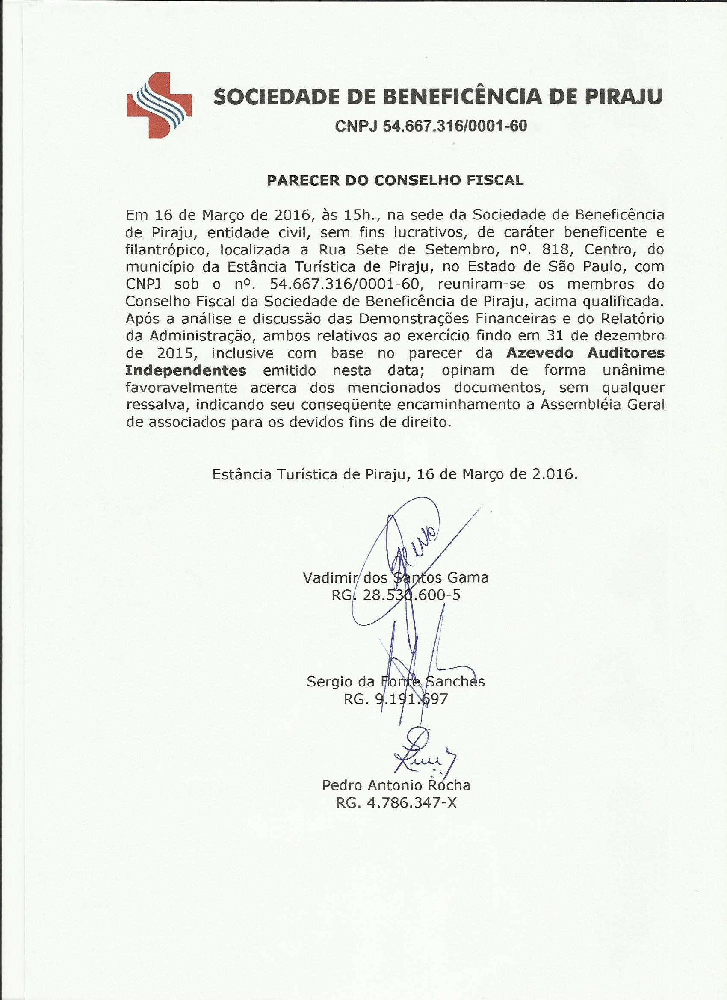 SOCIEDADE DE BENEFICÊNCIA DE PIRAJU
CNPJ 54.667.316/0001-60
PARECER DO CONSELHO FISCAL
Em 16 de Março de 2016, às 15h., na sede da Sociedade de Beneficência
de Piraju, entidade civil, sem fins lucrativos, de caráter beneficente e
filantrópico, localizada a Rua Sete de Setembro, nº. 818, Centro, do
município da Estância Turística de Piraju, no Estado de São Paulo, com
CNPJ sob o nº. 54.667.316/0001-60, reuniram-se os membros do
Conselho Fiscal da Sociedade de Beneficência de Piraju, acima qualificada.
Após a análise e discussão das Demonstrações Financeiras e do Relatório
da Administração, ambos relativos ao exercício findo em 31 de dezembro
de 2015, inclusive com base no parecer da Azevedo Auditores
Independentes emitido nesta data; opinam de forma unânime
favoravelmente acerca dos mencionados documentos, sem qualquer
ressalva, indicando seu conseqüente encaminhamento a Assembléia Geral
de associados para os devidos fins de direito.
Estância Turística de Piraju, 16 de Março de 2.016.
Vadimir dos Santos Gama
RG. 28.530.600-5
Sergio da Fonte Sanches
RG. 9.191.697
Pedro Antonio Rocha
RG. 4.786.347-X